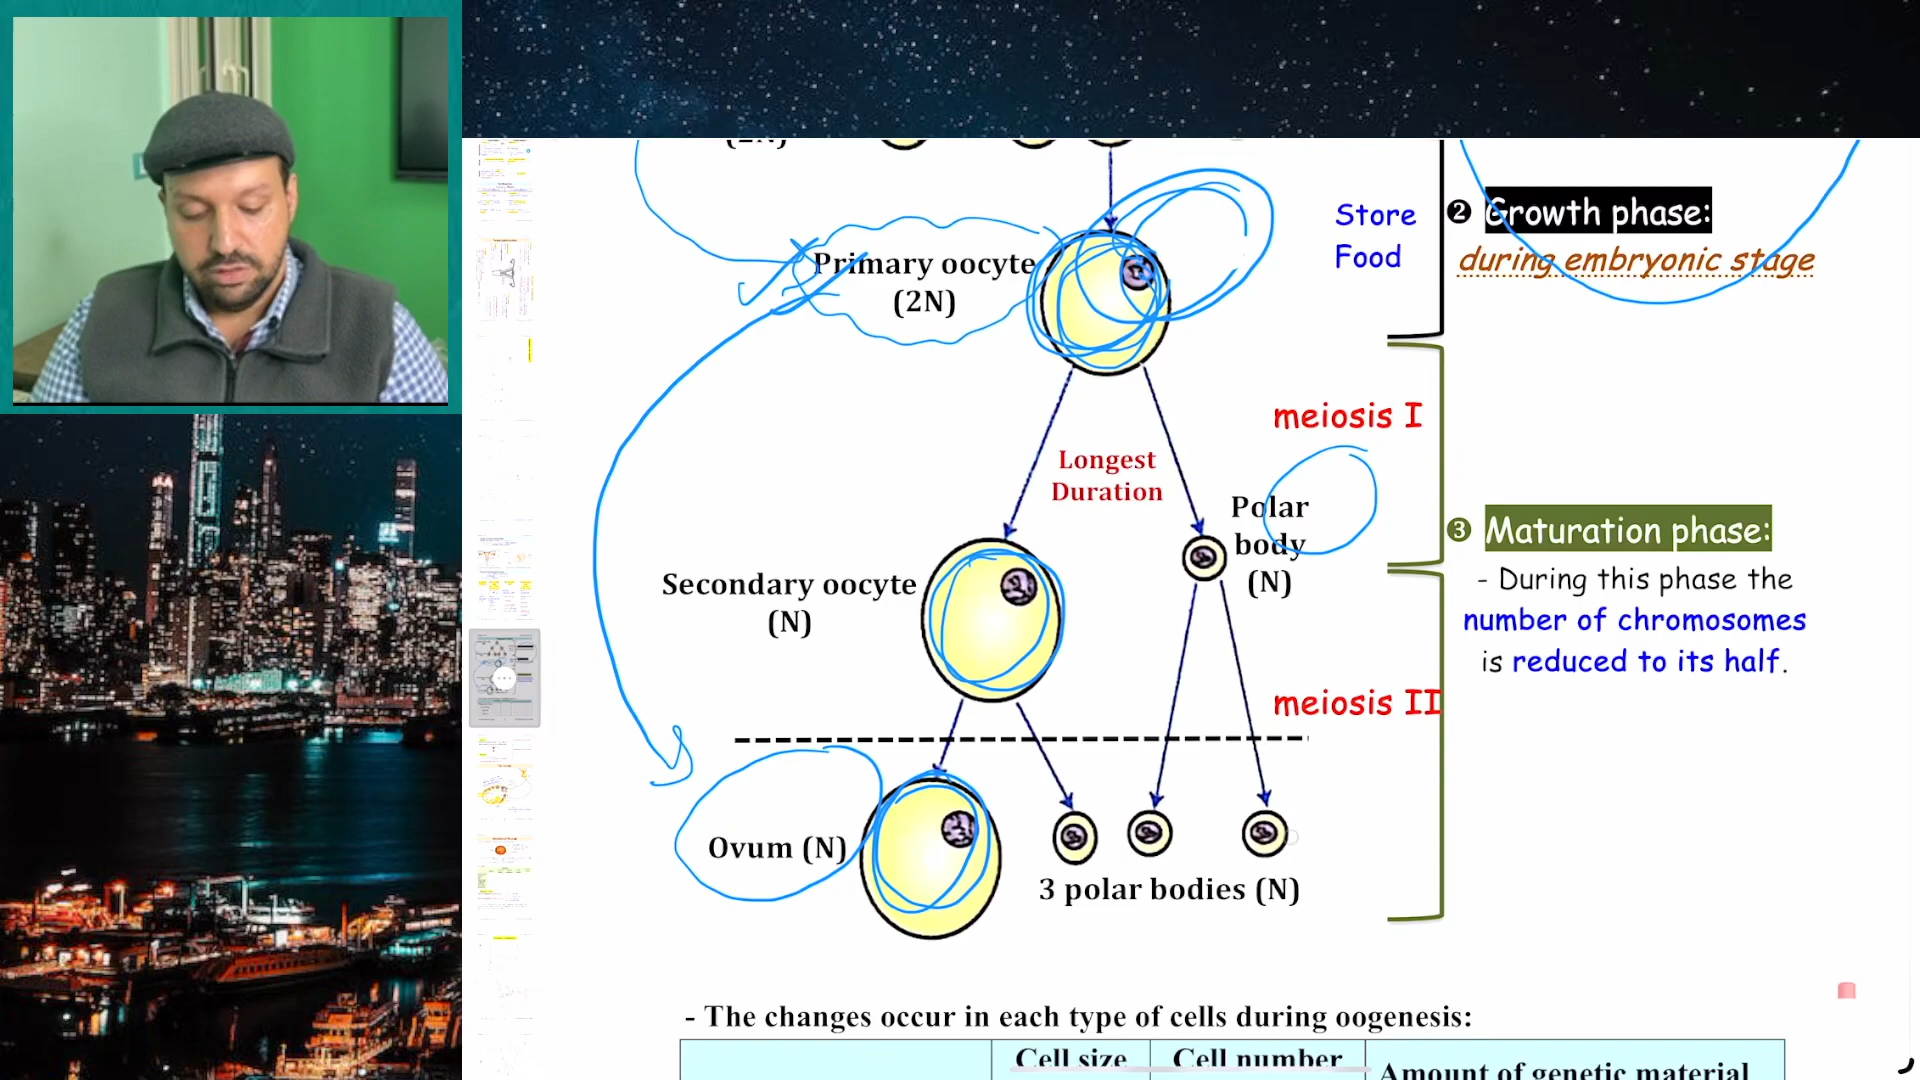 (2N)
Store
Food
❷ Growth phase:
during embryonic stage
Primary oocyte
(2N)
meiosis I
Longest
Duration
Polar
body
(N)
❸ Maturation phase:
- During this phase the
number of chromosomes
is reduced to its half.
Secondary oocyte
(N)
meiosis II
Ovum (N)
3 polar bodies (N)
- The changes occur in each type of cells during oogenesis:
Cell size
Cell number
Amount of genetic material